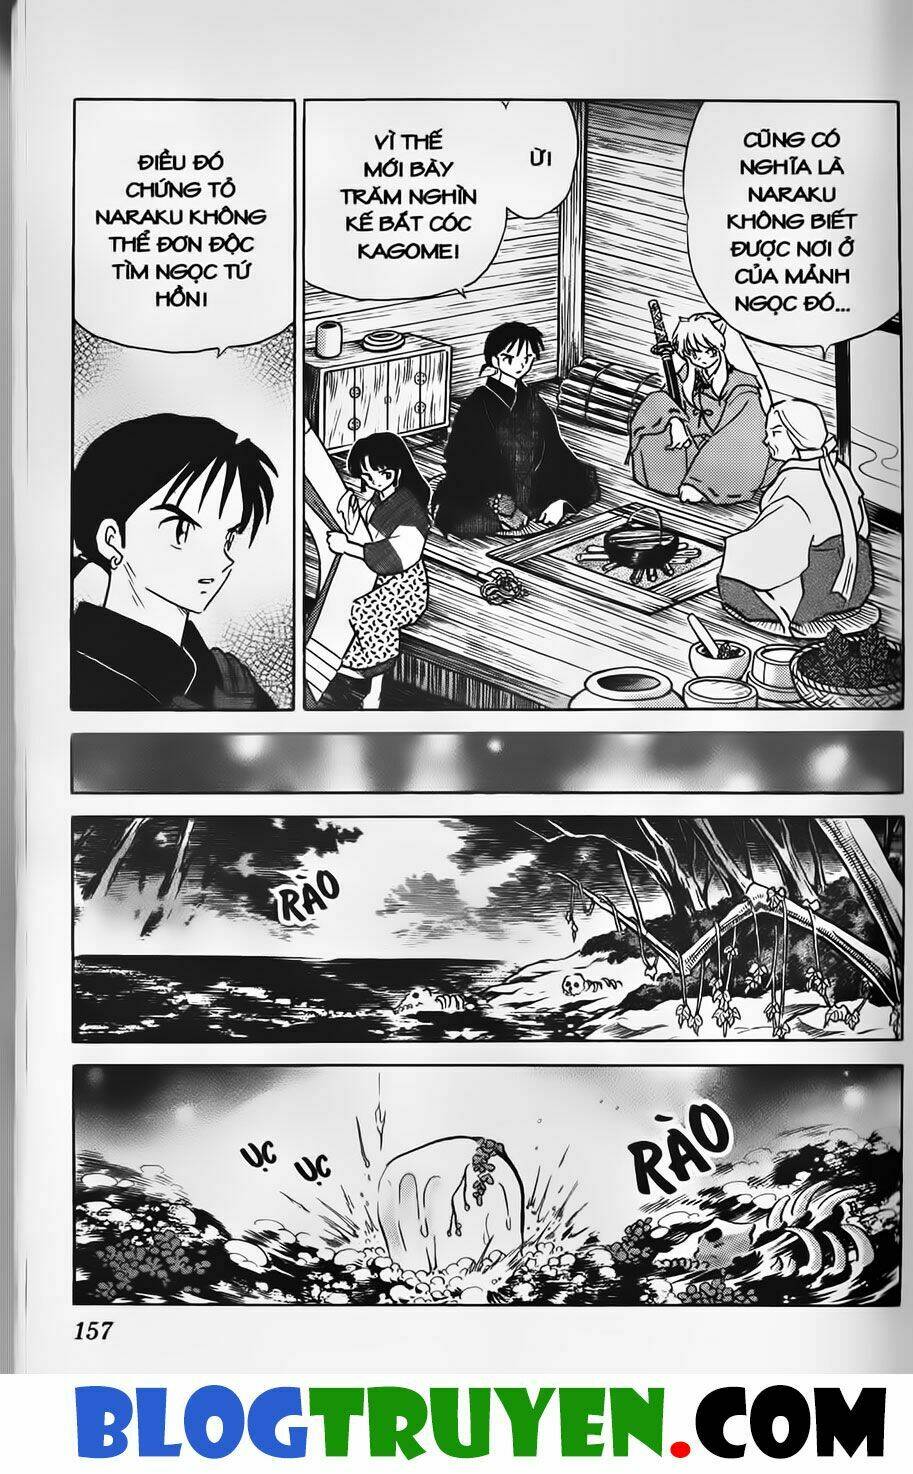 CŨNG CÓ
NGHĨA LÀ
NARAKU
KHÔNG BIẾT
ĐƯỢC NƠI Ở
CỦA MẢNH
NGỌC ĐÓ...
ỪI
VÌ THẾ
MỚI BÀY
TRĂM NGHÌN
KẾ BẮT CÓC
KAGOMEI
ĐIỀU ĐÓ
CHỨNG TỎ
NARAKU KHÔNG
THỂ ĐƠN ĐỘC
TÌM NGỌC TỨ
HỒNI
RÀO
RÀO
ỤC
ỤC
157
BLOGTRUYEN.COM